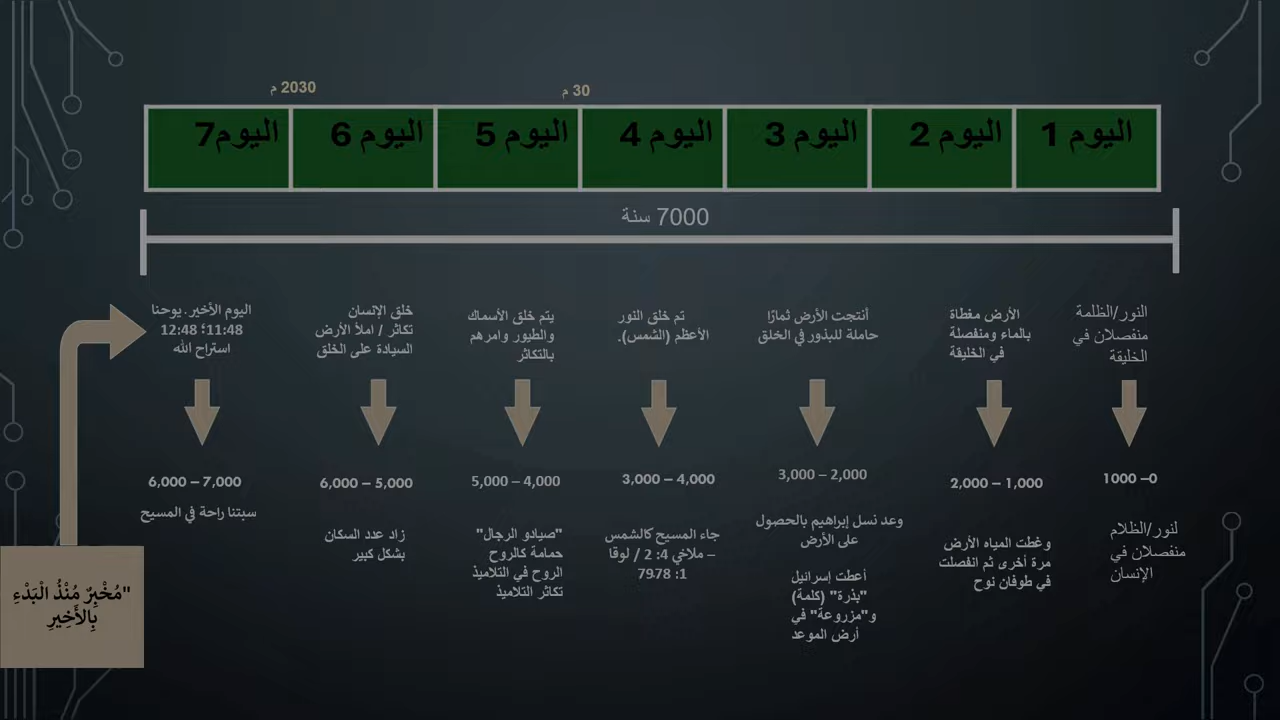 30 م
2030 م
اليوم 1
اليوم 2
اليوم 3
اليوم 4
اليوم 5
اليوم 6
اليوم7
7000 سنة
النور/الظلمة
منفصلان في
الخليقة
الأرض مغطاة
بالماء ومنفصلة
في الخليقة
أنتجت الأرض ثمارًا
حاملة للبذور في الخلق
تم خلق النور
الأعظم (الشمس).
يتم خلق الأسماك
والطيور وامرهم
بالتكاثر
خلق الإنسان
تكاثر / املأ الأرض
السيادة على الخلق
اليوم الأخير. يوحنا
11:48؛ 12:48
استراح الله
0– 1000
1,000 – 2,000
2,000 – 3,000
3,000 – 4,000
4,000 – 5,000
5,000 – 6,000
6,000 – 7,000
لنور/الظلام
منفصلان في
الإنسان
وغطت المياه الأرض
مرة أخرى ثم انفصلت
في طوفان نوح
وعد نسل إبراهيم بالحصول
على الأرض
أعطت إسرائيل
"بذرة" (كلمة)
و"مزروعة" في
أرض الموعد
جاء المسيح كالشمس
– ملاخي 4: 2 / لوقا
1: 7978
"صيادو الرجال"
حمامة كالروح
الروح في التلاميذ
تكاثر التلاميذ
زاد عدد السكان
بشكل كبير
سبتنا راحة في المسيح
"مُخْبِرٌ مُنْذُ الْبَدْءِ
بِالأَخِيرِ